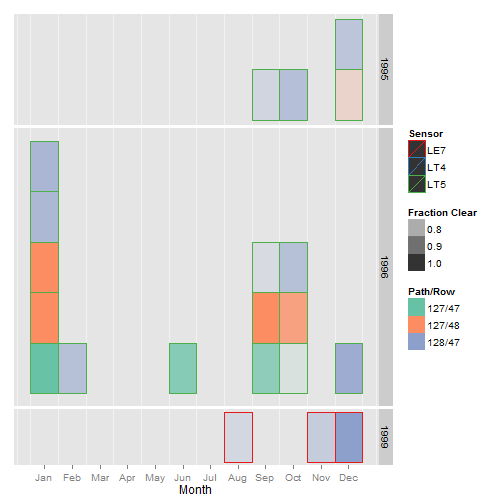 1995
1996
1999
Jan Feb Mar Apr May Jun Jul Aug Sep Oct Nov Dec
Month
Sensor
LE7
LT4
LT5
Fraction Clear
0.8
0.9
1.0
Path/Row
127/47
127/48
128/47